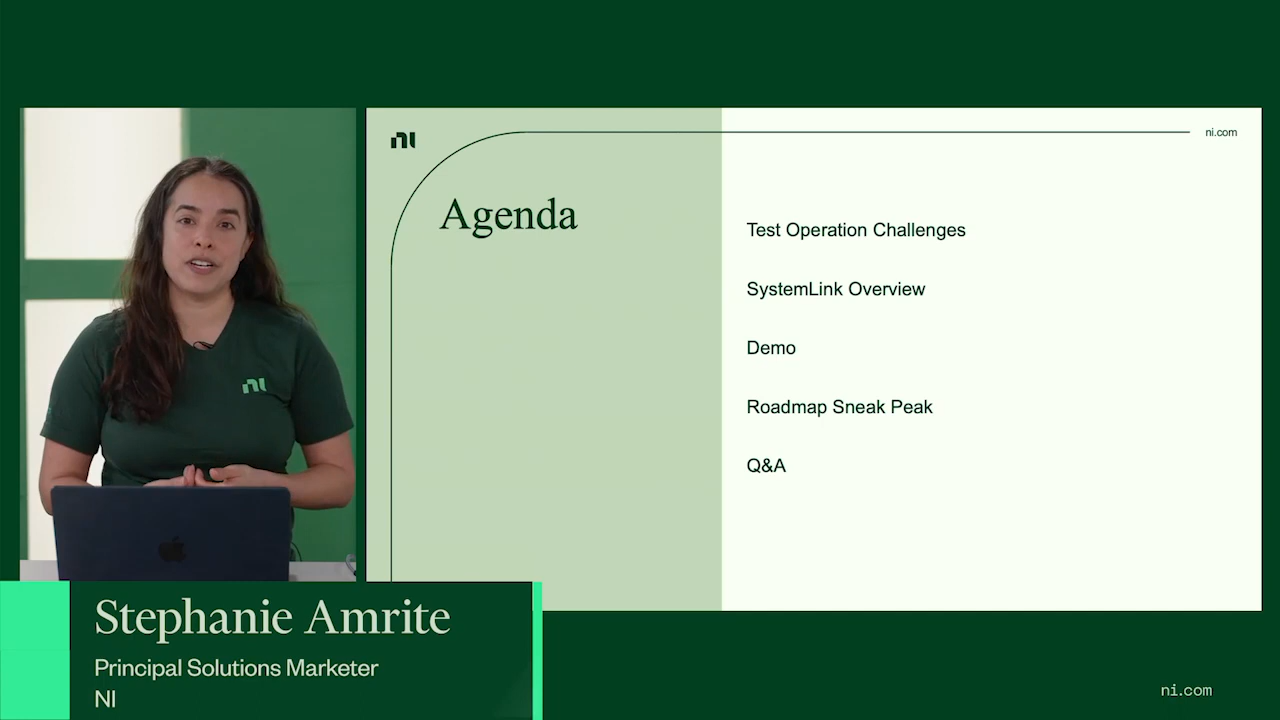 ni
ni.com
Agenda
Test Operation Challenges
SystemLink Overview
Demo
Roadmap Sneak Peak
Q&A
ni
Stephanie Amrite
Principal Solutions Marketer
NI
ni.com